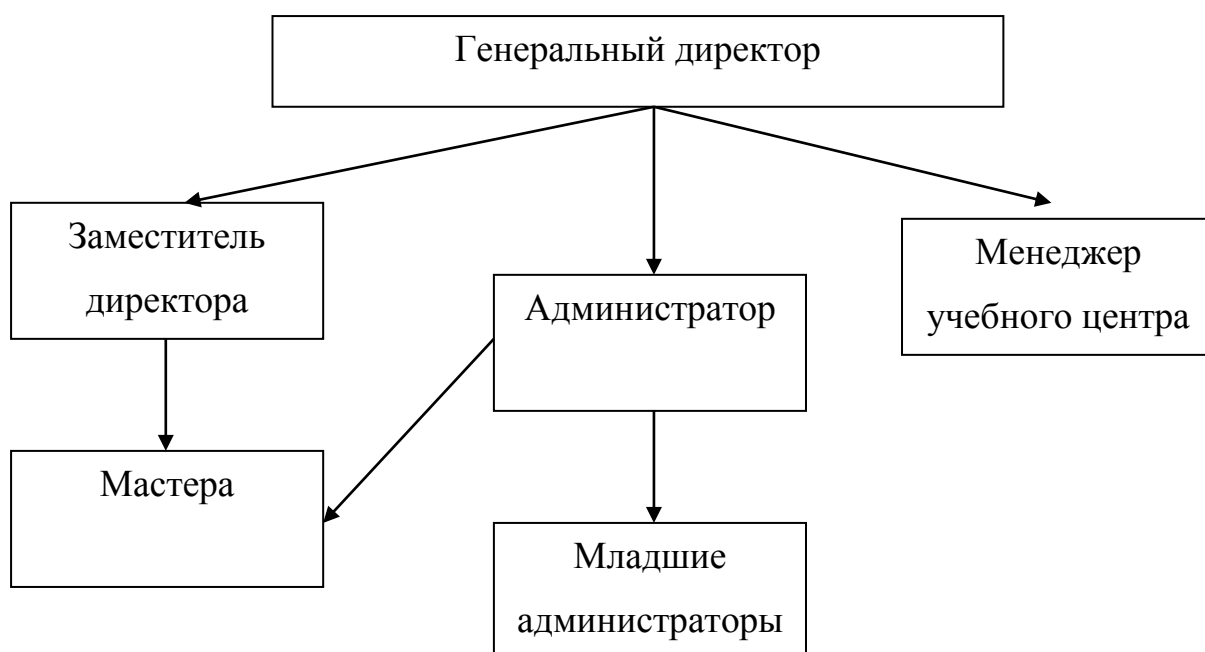 Генеральный директор
Заместитель
директора
Администратор
Менеджер
учебного центра
Мастера
Младшие
администраторы